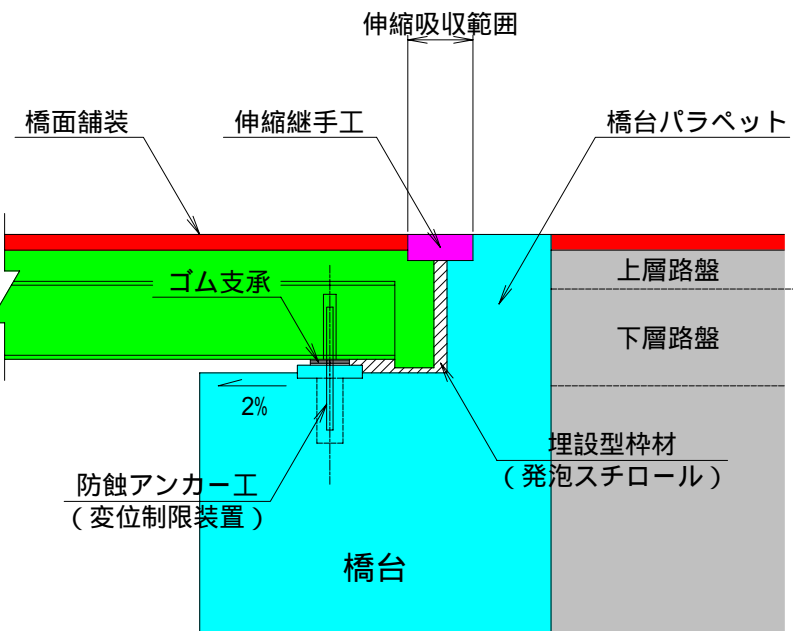 伸縮吸収範囲
橋面舗装
伸縮継手工
橋台パラペット
ゴム支承
上層路盤
下層路盤
2%
埋設型枠材
（発泡スチロール）
防蝕アンカー工
（変位制限装置）
橋台